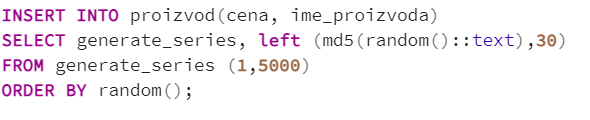 INSERT INTO proizvod(cena, ime_proizvoda)
SELECT generate_series, left (md5(random()::text),30)
FROM generate_series (1,5000)
ORDER BY random();